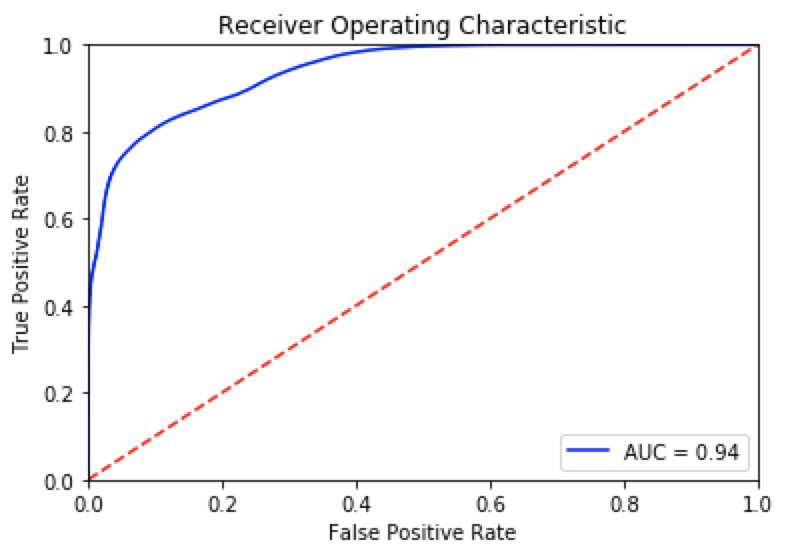 Receiver Operating Characteristic
1.0
0.8
0.6
0.4
0.2
0.0
True Positive Rate
AUC = 0.94
0.0 0.2 0.4 0.6 0.8 1.0
False Positive Rate